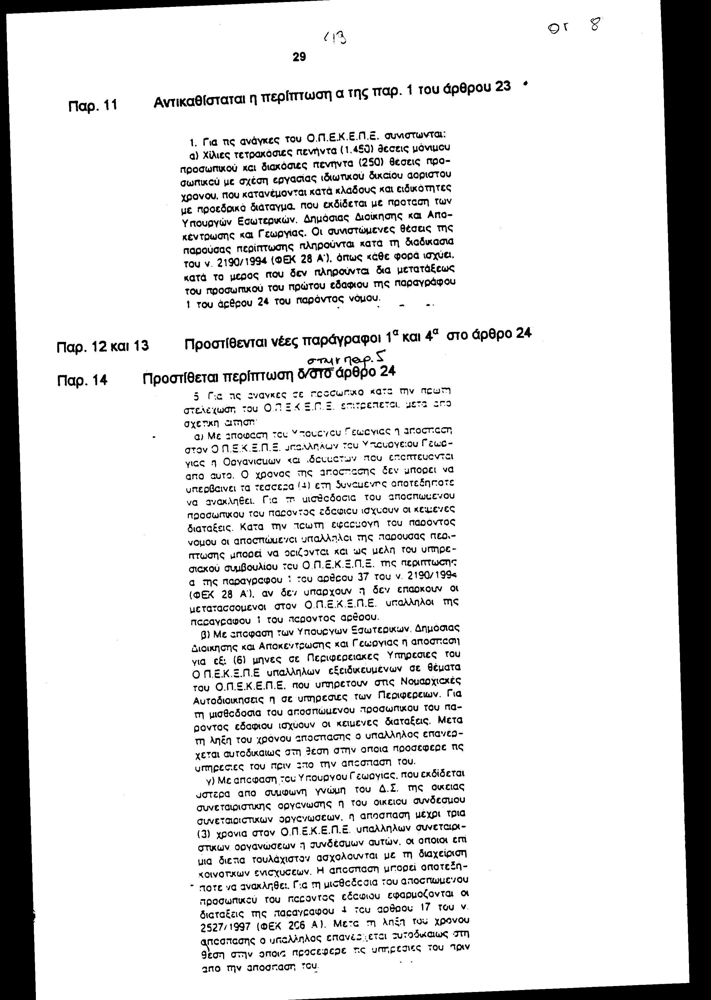 οτ 8
413
29
Παρ. 11 Αντικαθίσταται η περίπτωση α της παρ. 1 του άρθρου 23
1. Για τις ανάγκες του Ο.Π.Ε.Κ.Ε.Π.Ε. συνιστώνται:
α) Χίλιες τετρακόσιες πενήντα (1.450) θέσεις μόνιμου
προσωπικού και διακόσιες πενήντα (250) θέσεις προ-
σωπικού με σχέση εργασίας ιδιωτικού δικαίου αορίστου
χρόνου, που κατανέμονται κατά κλάδους και ειδικότητες
με προεδρικό διάταγμα, που εκδίδεται με πρόταση των
Υπουργών Εσωτερικών, Δημόσιας Διοίκησης και Απο-
κέντρωσης και Γεωργίας. Οι συνιστώμενες θέσεις της
παρούσας περίπτωσης πληρούνται κατά τη διαδικασία
του ν. 2190/1994 (ΦΕΚ 28 Α'), όπως κάθε φορά ισχύει,
κατά το μέρος που δεν πληρούνται δια μετατάξεως
του προσωπικού του πρώτου εδαφίου της παραγράφου
1 του άρθρου 24 του παρόντος νόμου.
Παρ. 12 και 13 Προστίθενται νέες παράγραφοι 1α και 4α στο άρθρο 24
στην παρ. 5
Παρ. 14 Προστίθεται περίπτωση δ/στο άρθρο 24
5 Για τις ανάγκες σε προσωπικό κατά την πρώτη
στελέχωση του Ο.Π.Ε.Κ.Ε.Π.Ε. επιτρέπεται, μετά από
σχετική αίτηση:
α) Με απόφαση του Υπουργού Γεωργίας η απόσπαση
στον Ο.Π.Ε.Κ.Ε.Π.Ε. υπαλλήλων του Υπουργείου Γεωρ-
γίας ή Οργανισμών και Ιδρυμάτων που εποπτεύονται
από αυτό. Ο χρόνος της απόσπασης δεν μπορεί να
υπερβαίνει τα τέσσερα (4) έτη δυναμένης οποτεδήποτε
να ανακληθεί. Για τη μισθοδοσία του αποσπώμενου
προσωπικού του παρόντος εδαφίου ισχύουν οι κείμενες
διατάξεις. Κατά την πρώτη εφαρμογή του παρόντος
νόμου οι αποσπώμενοι υπάλληλοι της παρούσας περί-
πτωσης μπορεί να ορίζονται και ως μέλη του υπηρε-
σιακού συμβουλίου του Ο.Π.Ε.Κ.Ε.Π.Ε. της περίπτωσης
α της παραγράφου 1 του άρθρου 37 του ν. 2190/1994
(ΦΕΚ 28 Α'), αν δεν υπάρχουν ή δεν επαρκούν οι
μετατασσόμενοι στον Ο.Π.Ε.Κ.Ε.Π.Ε. υπάλληλοι της
παραγράφου 1 του παρόντος άρθρου.
β) Με απόφαση των Υπουργών Εσωτερικών, Δημόσιας
Διοίκησης και Αποκέντρωσης και Γεωργίας η απόσπαση
για έξι (6) μήνες σε Περιφερειακές Υπηρεσίες του
Ο.Π.Ε.Κ.Ε.Π.Ε υπαλλήλων εξειδικευμένων σε θέματα
του Ο.Π.Ε.Κ.Ε.Π.Ε. που υπηρετούν στις Νομαρχιακές
Αυτοδιοικήσεις ή σε υπηρεσίες των Περιφερειών. Για
τη μισθοδοσία του αποσπώμενου προσωπικού του πα-
ρόντος εδαφίου ισχύουν οι κείμενες διατάξεις. Μετά
τη λήξη του χρόνου απόσπασης ο υπάλληλος επανέρ-
χεται αυτοδικαίως στη θέση στην οποία προσέφερε τις
υπηρεσίες του πριν από την απόσπαση του.
γ) Με απόφαση του Υπουργού Γεωργίας, που εκδίδεται
ύστερα από σύμφωνη γνώμη του Δ.Σ. της οικείας
συνεταιριστικής οργάνωσης ή του οικείου συνδέσμου
συνεταιριστικών οργανώσεων, η απόσπαση μέχρι τρία
(3) χρόνια στον Ο.Π.Ε.Κ.Ε.Π.Ε. υπαλλήλων συνεταιρι-
στικών οργανώσεων ή συνδέσμων αυτών, οι οποίοι επί
μια διετία τουλάχιστον ασχολούνται με τη διαχείριση
κοινοτικών ενισχύσεων. Η απόσπαση μπορεί οποτεδή-
ποτε να ανακληθεί. Για τη μισθοδοσία του αποσπώμενου
προσωπικού του παρόντος εδαφίου εφαρμόζονται οι
διατάξεις της παραγράφου 4 του άρθρου 17 του ν.
2527/1997 (ΦΕΚ 206 Α). Μετά τη λήξη του χρόνου
απόσπασης ο υπάλληλος επανέρχεται αυτοδικαίως στη
θέση στην οποία προσέφερε τις υπηρεσίες του πριν
από την απόσπαση του.